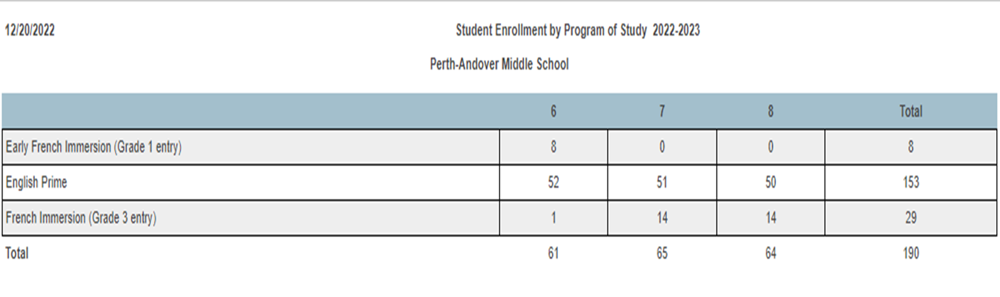 12/20/2022 Student Enrollment by Program of Study 2022-2023
Perth-Andover Middle School
6 7 8 Total
Early French Immersion (Grade 1 entry) 8 0 0 8
English Prime 52 51 50 153
French Immersion (Grade 3 entry) 1 14 14 29
Total 61 65 64 190